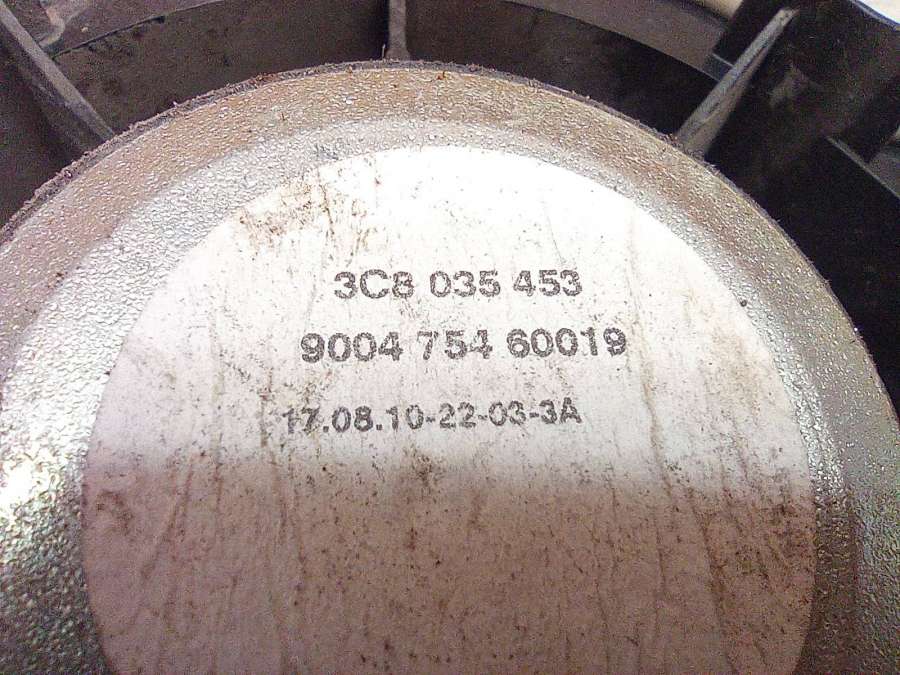 3C8 035 453
9004 754 60019
17.08.10-22-03-3A